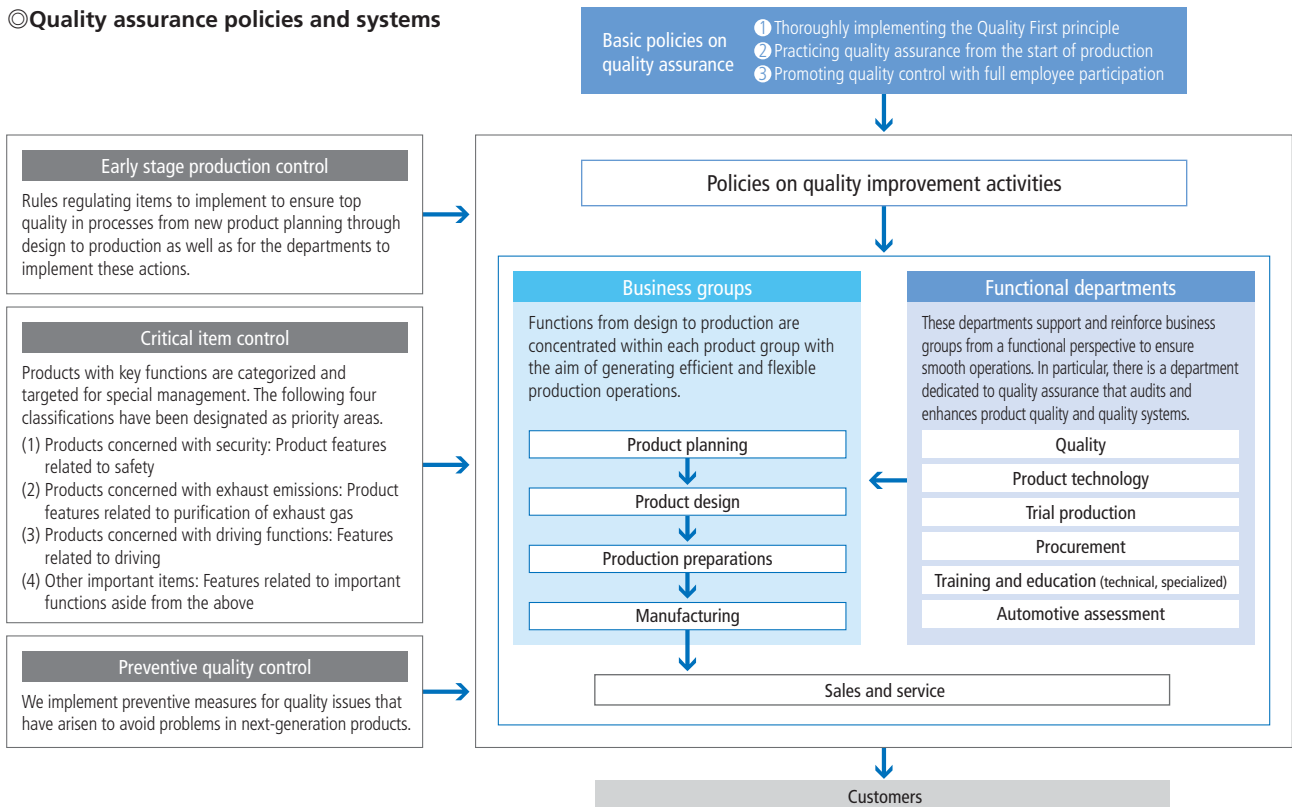 ◎Quality assurance policies and systems
Basic policies on
quality assurance
❶Thoroughly implementing the Quality First principle
❷Practicing quality assurance from the start of production
❸Promoting quality control with full employee participation
Early stage production control
Rules regulating items to implement to ensure top
quality in processes from new product planning through
design to production as well as for the departments to
implement these actions.
Critical item control
Products with key functions are categorized and
targeted for special management. The following four
classifications have been designated as priority areas.
(1) Products concerned with security: Product features
related to safety
(2) Products concerned with exhaust emissions: Product
features related to purification of exhaust gas
(3) Products concerned with driving functions: Features
related to driving
(4) Other important items: Features related to important
functions aside from the above
Preventive quality control
We implement preventive measures for quality issues that
have arisen to avoid problems in next-generation products.
Policies on quality improvement activities
Business groups
Functions from design to production are
concentrated within each product group with
the aim of generating efficient and flexible
production operations.
Product planning
Product design
Production preparations
Manufacturing
Functional departments
These departments support and reinforce business
groups from a functional perspective to ensure
smooth operations. In particular, there is a department
dedicated to quality assurance that audits and
enhances product quality and quality systems.
Quality
Product technology
Trial production
Procurement
Training and education (technical, specialized)
Automotive assessment
Sales and service
Customers